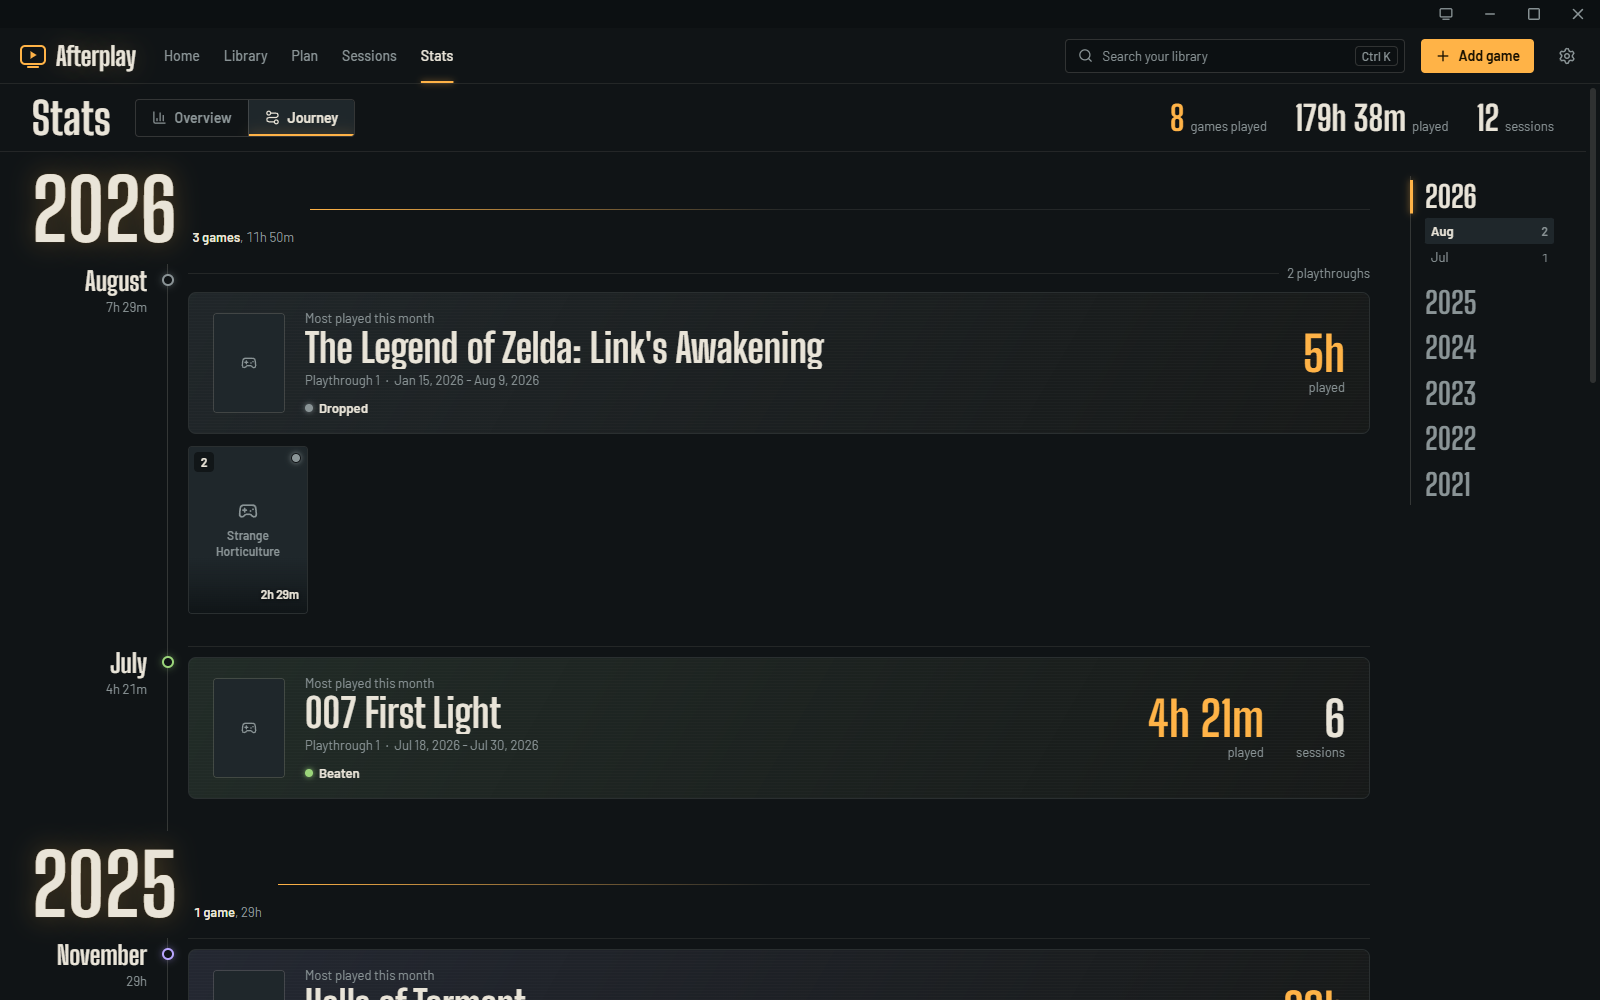 Afterplay
Home
Library
Plan
Sessions
Stats
Search your library
Ctrl K
Add game
Stats
Overview
Journey
8 games played
179h 38m played
12 sessions
2026
3 games, 11h 50m
August
7h 29m
2 playthroughs
Most played this month
The Legend of Zelda: Link's Awakening
Playthrough 1 · Jan 15, 2026 - Aug 9, 2026
Dropped
5h
played
2
Strange
Horticulture
2h 29m
July
4h 21m
Most played this month
007 First Light
Playthrough 1 · Jul 18, 2026 - Jul 30, 2026
Beaten
4h 21m
played
6
sessions
2025
1 game, 29h
November
29h
Most played this month
Halls of Torment
2026
Aug 2
Jul 1
2025
2024
2023
2022
2021